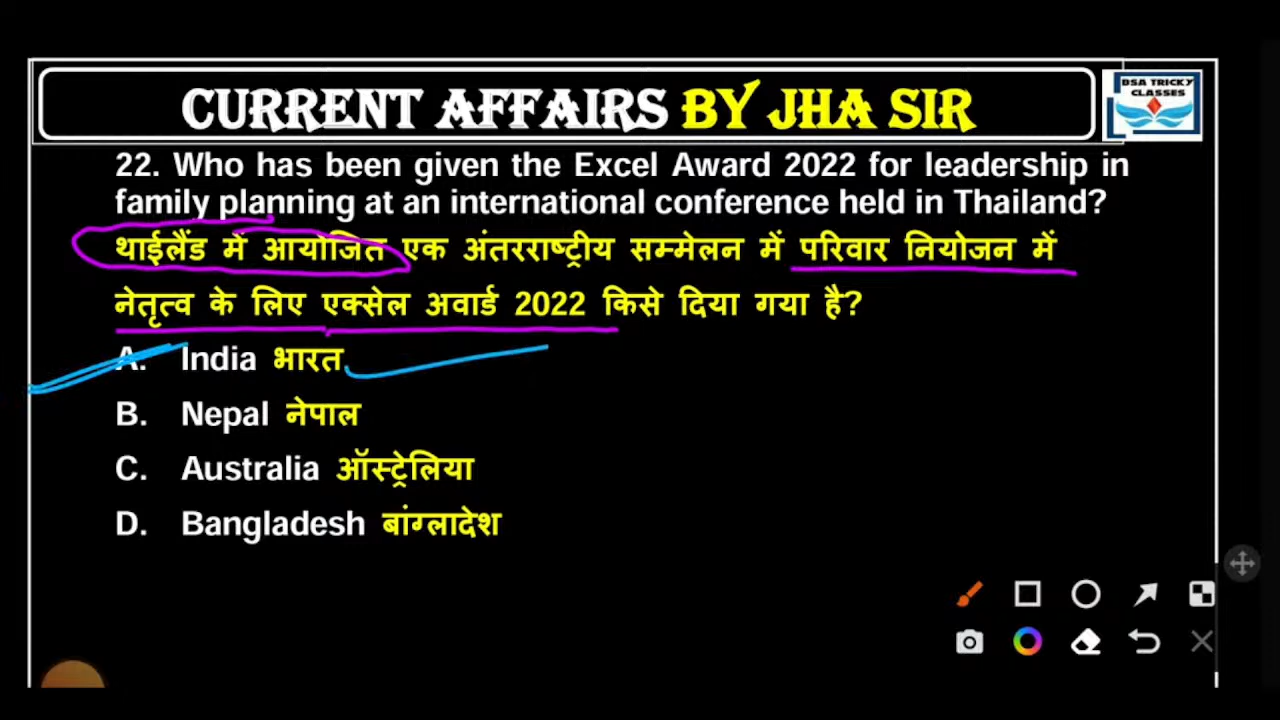 CURRENT AFFAIRS BY JHA SIR
DSA TRICKY
CLASSES
22. Who has been given the Excel Award 2022 for leadership in
family planning at an international conference held in Thailand?
थाईलैंड में आयोजित एक अंतरराष्ट्रीय सम्मेलन में परिवार नियोजन में
नेतृत्व के लिए एक्सेल अवार्ड 2022 किसे दिया गया है?
A. India भारत
B. Nepal नेपाल
C. Australia ऑस्ट्रेलिया
D. Bangladesh बांग्लादेश